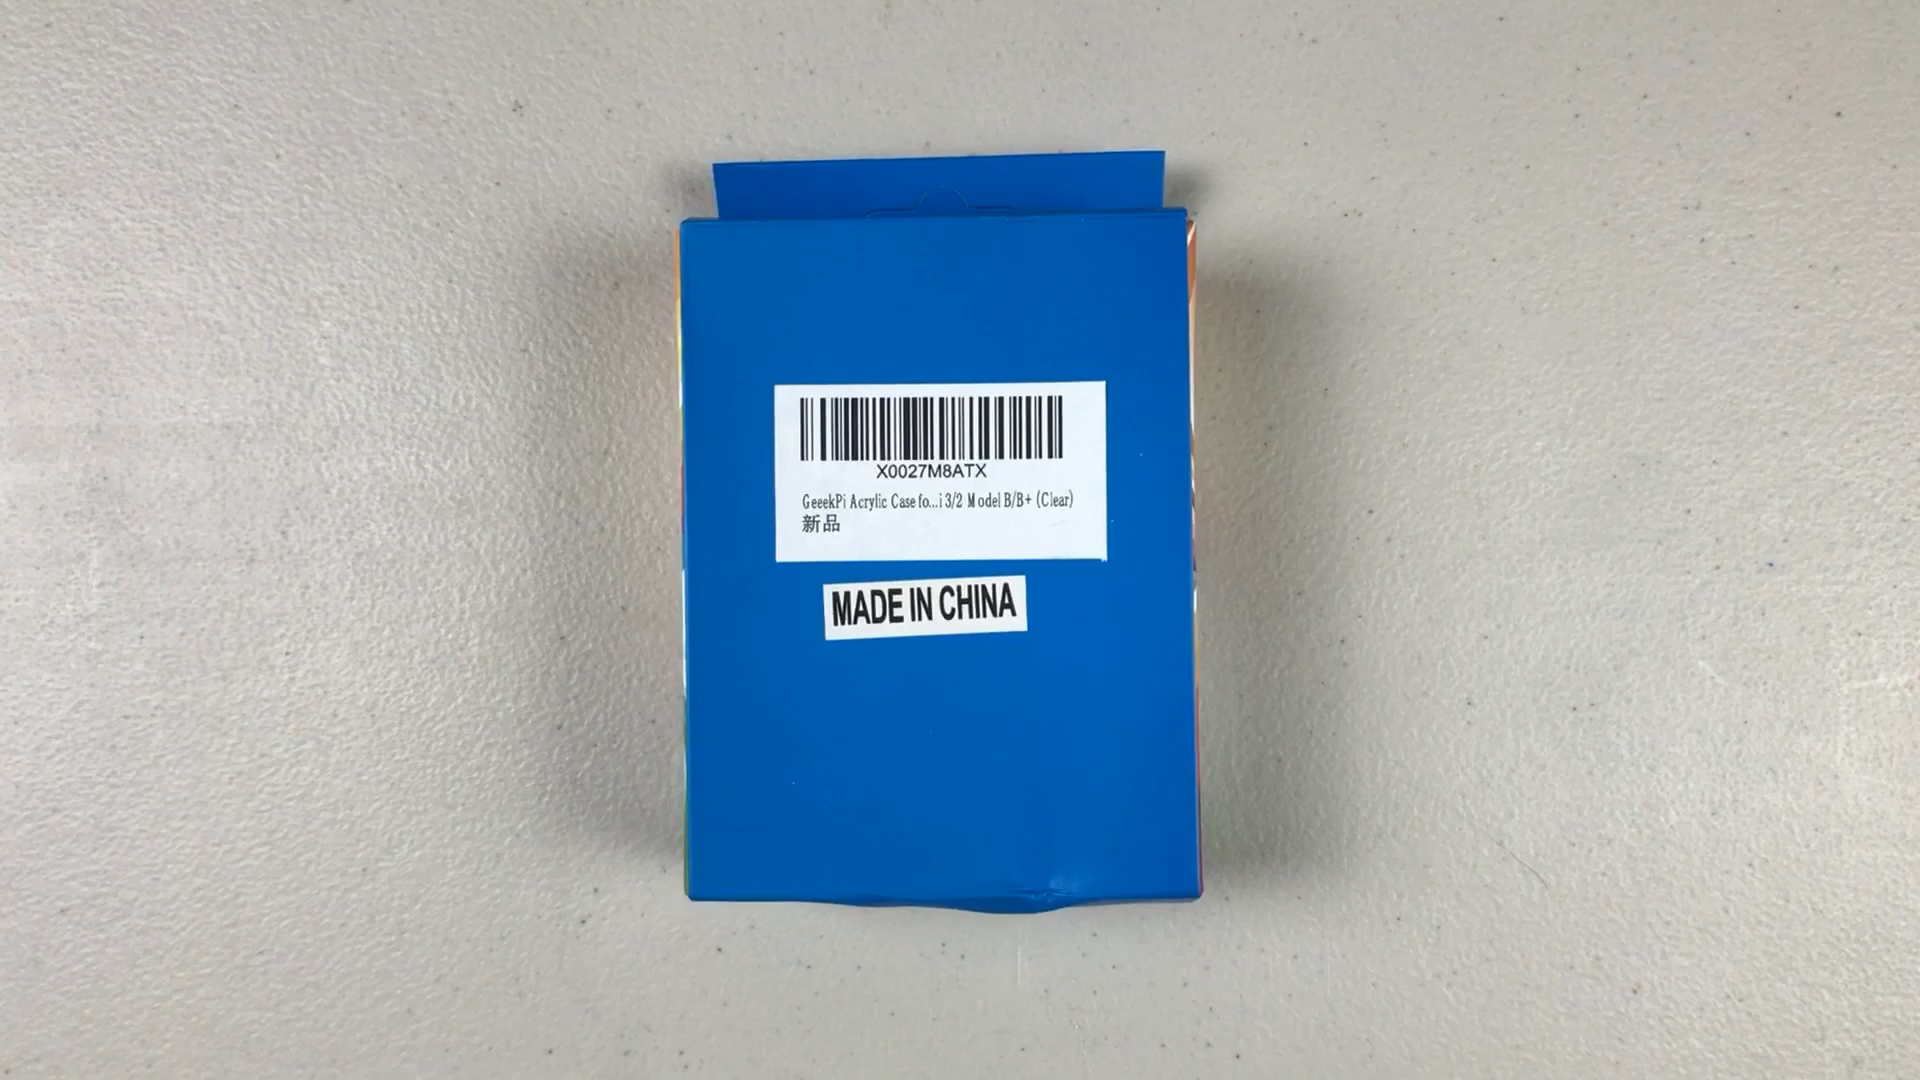 X0027M8ATX
GeeekPi Acrylic Case fo...i 3/2 Model B/B+ (Clear)
新品
MADE IN CHINA